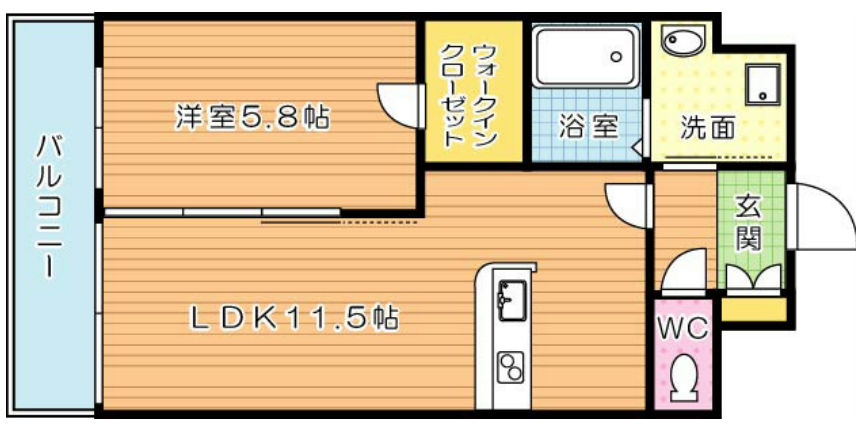 バルコニー
洋室5.8帖
ウォークイン
クローゼット
浴室
洗面
玄関
LDK11.5帖
WC